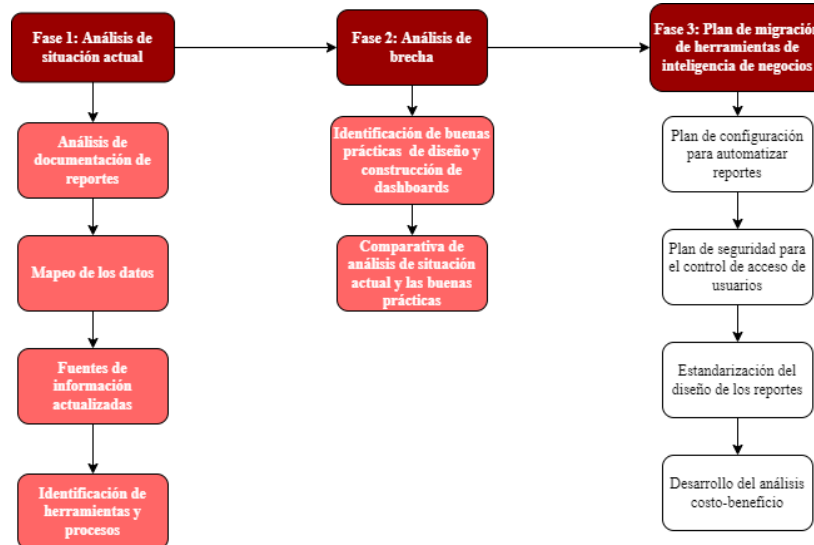 Fase 1: Análisis de
situación actual
Fase 2: Análisis de
brecha
Fase 3: Plan de migración
de herramientas de
inteligencia de negocios
Análisis de
documentación de
reportes
Mapeo de los datos
Fuentes de
información
actualizadas
Identificación de
herramientas y
procesos
Identificación de buenas
prácticas de diseño y
construcción de
dashboards
Comparativa de
análisis de situación
actual y las buenas
prácticas
Plan de configuración
para automatizar
reportes
Plan de seguridad para
el control de acceso de
usuarios
Estandarización del
diseño de los reportes
Desarrollo del análisis
costo-beneficio